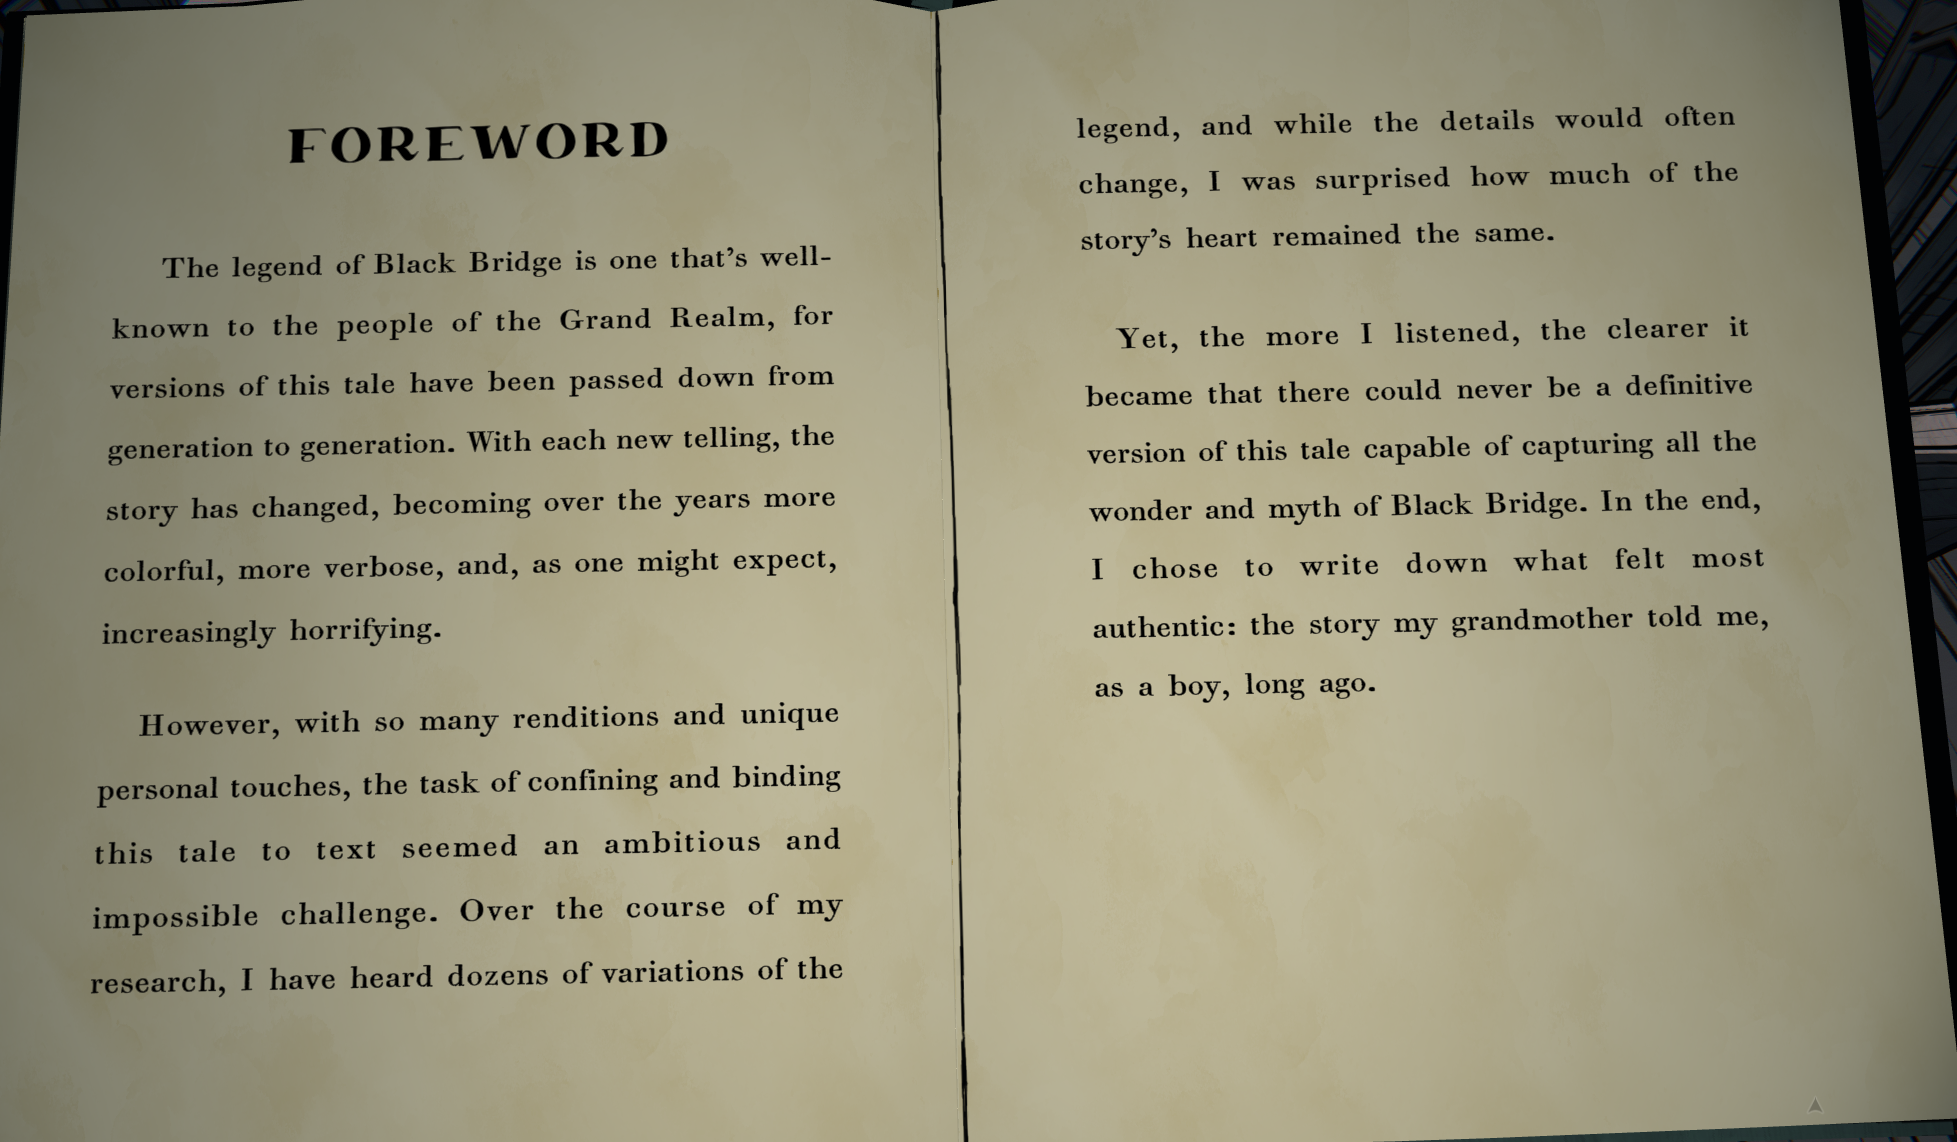 FOREWORD
The legend of Black Bridge is one that's well-
known to the people of the Grand Realm, for
versions of this tale have been passed down from
generation to generation. With each new telling, the
story has changed, becoming over the years more
colorful, more verbose, and, as one might expect,
increasingly horrifying.
However, with so many renditions and unique
personal touches, the task of confining and binding
this tale to text seemed an ambitious and
impossible challenge. Over the course of my
research, I have heard dozens of variations of the
legend, and while the details would often
change, I was surprised how much of the
story's heart remained the same.
Yet, the more I listened, the clearer it
became that there could never be a definitive
version of this tale capable of capturing all the
wonder and myth of Black Bridge. In the end,
I chose to write down what felt most
authentic: the story my grandmother told me,
as a boy, long ago.